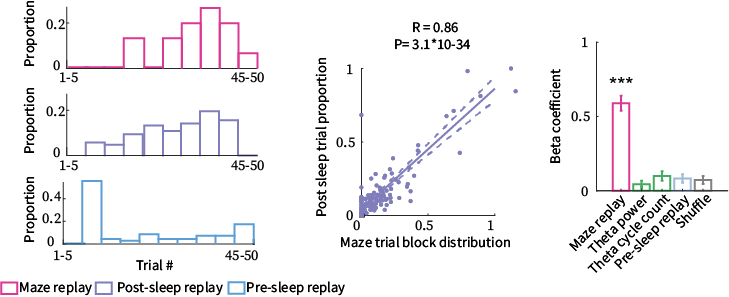 Proportion
0.2
0
1-5
45-50
Proportion
0.2
0
1-5
45-50
Proportion
0.4
0.2
0
1-5
45-50
Trial #
R = 0.86
P= 3.1*10-34
Post sleep trial proportion
1
0.5
0
0
0.5
1
Maze trial block distribution
Beta coefficient
1
0.5
0
***
Maze replay
Theta power
Theta cycle count
Pre-sleep replay
Shuffle
Maze replay
Post-sleep replay
Pre-sleep replay